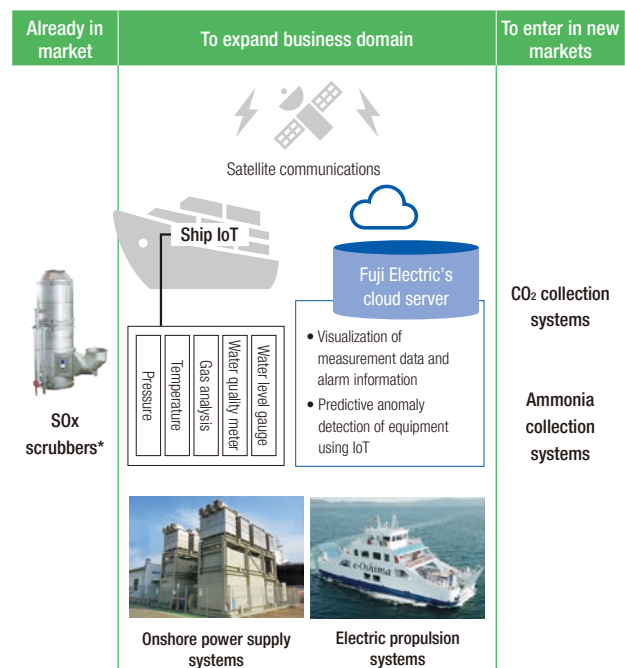 Already in
market
To expand business domain
To enter in new
markets
Satellite communications
Ship IoT
Fuji Electric's
cloud server
• Visualization of
measurement data and
alarm information
• Predictive anomaly
detection of equipment
using IoT
Pressure
Temperature
Gas analysis
Water quality meter
Water level gauge
SOx
scrubbers*
CO₂ collection
systems
Ammonia
collection
systems
e-Oshima
Onshore power supply
systems
Electric propulsion
systems